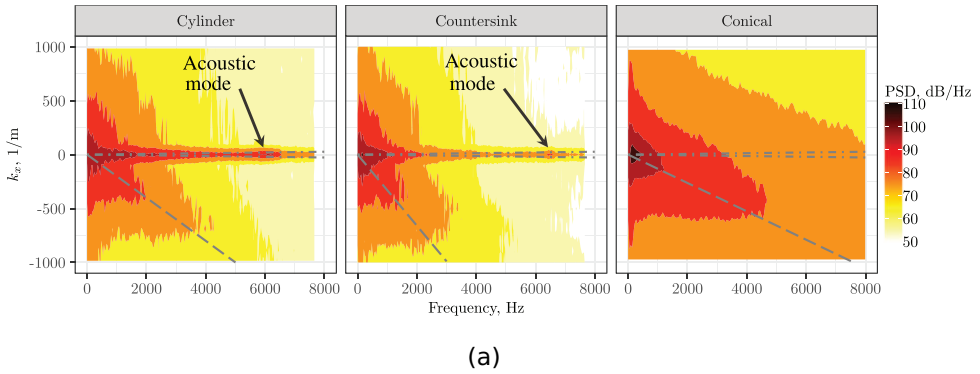 Cylinder
Countersink
Conical
Acoustic
mode
Acoustic
mode
1000
500
0
-500
-1000
kₓ, 1/m
0 2000 4000 6000 8000
0 2000 4000 6000 8000
0 2000 4000 6000 8000
Frequency, Hz
PSD, dB/Hz
110
100
90
80
70
60
50
(a)